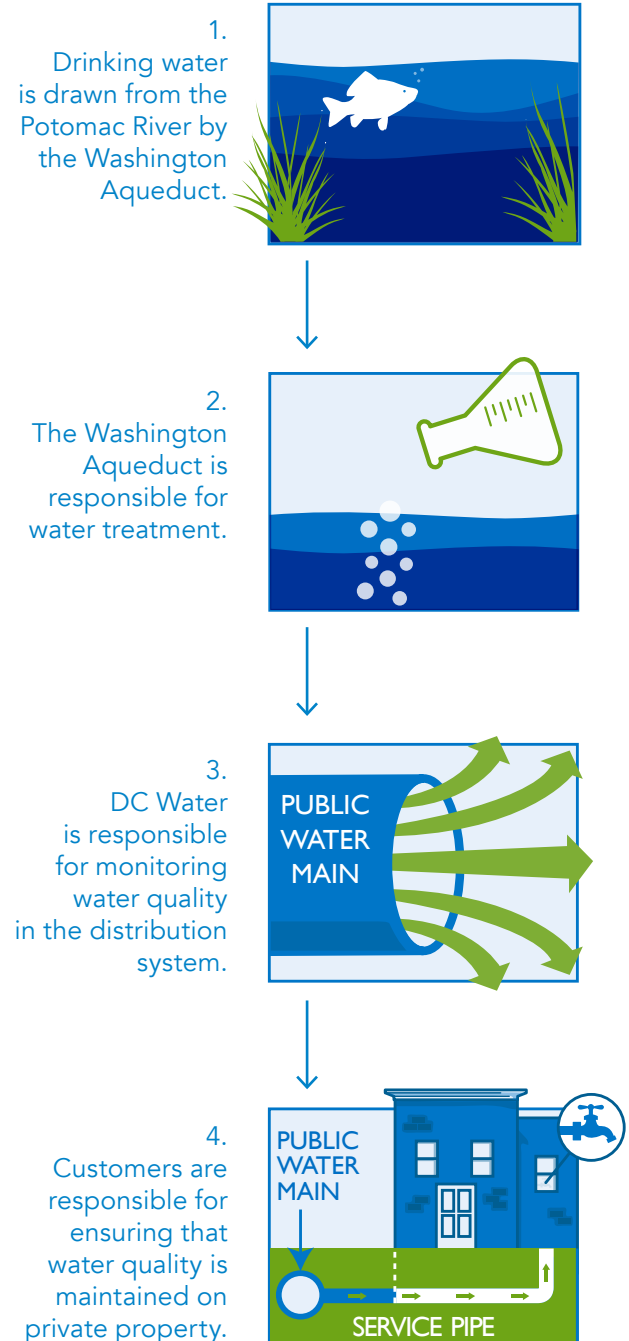 1.
Drinking water
is drawn from the
Potomac River by
the Washington
Aqueduct.
2.
The Washington
Aqueduct is
responsible for
water treatment.
3.
DC Water
is responsible
for monitoring
water quality
in the distribution
system.
PUBLIC
WATER
MAIN
4.
Customers are
responsible for
ensuring that
water quality is
maintained on
private property.
PUBLIC
WATER
MAIN
SERVICE PIPE